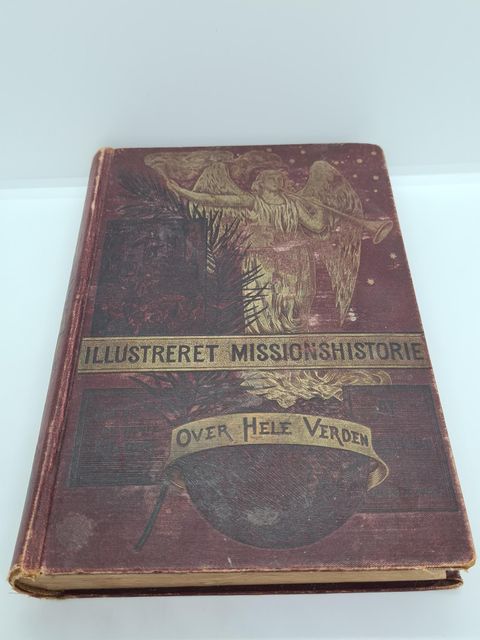 ILLUSTRERET MISSIONSHISTORIE
OVER HELE VERDEN